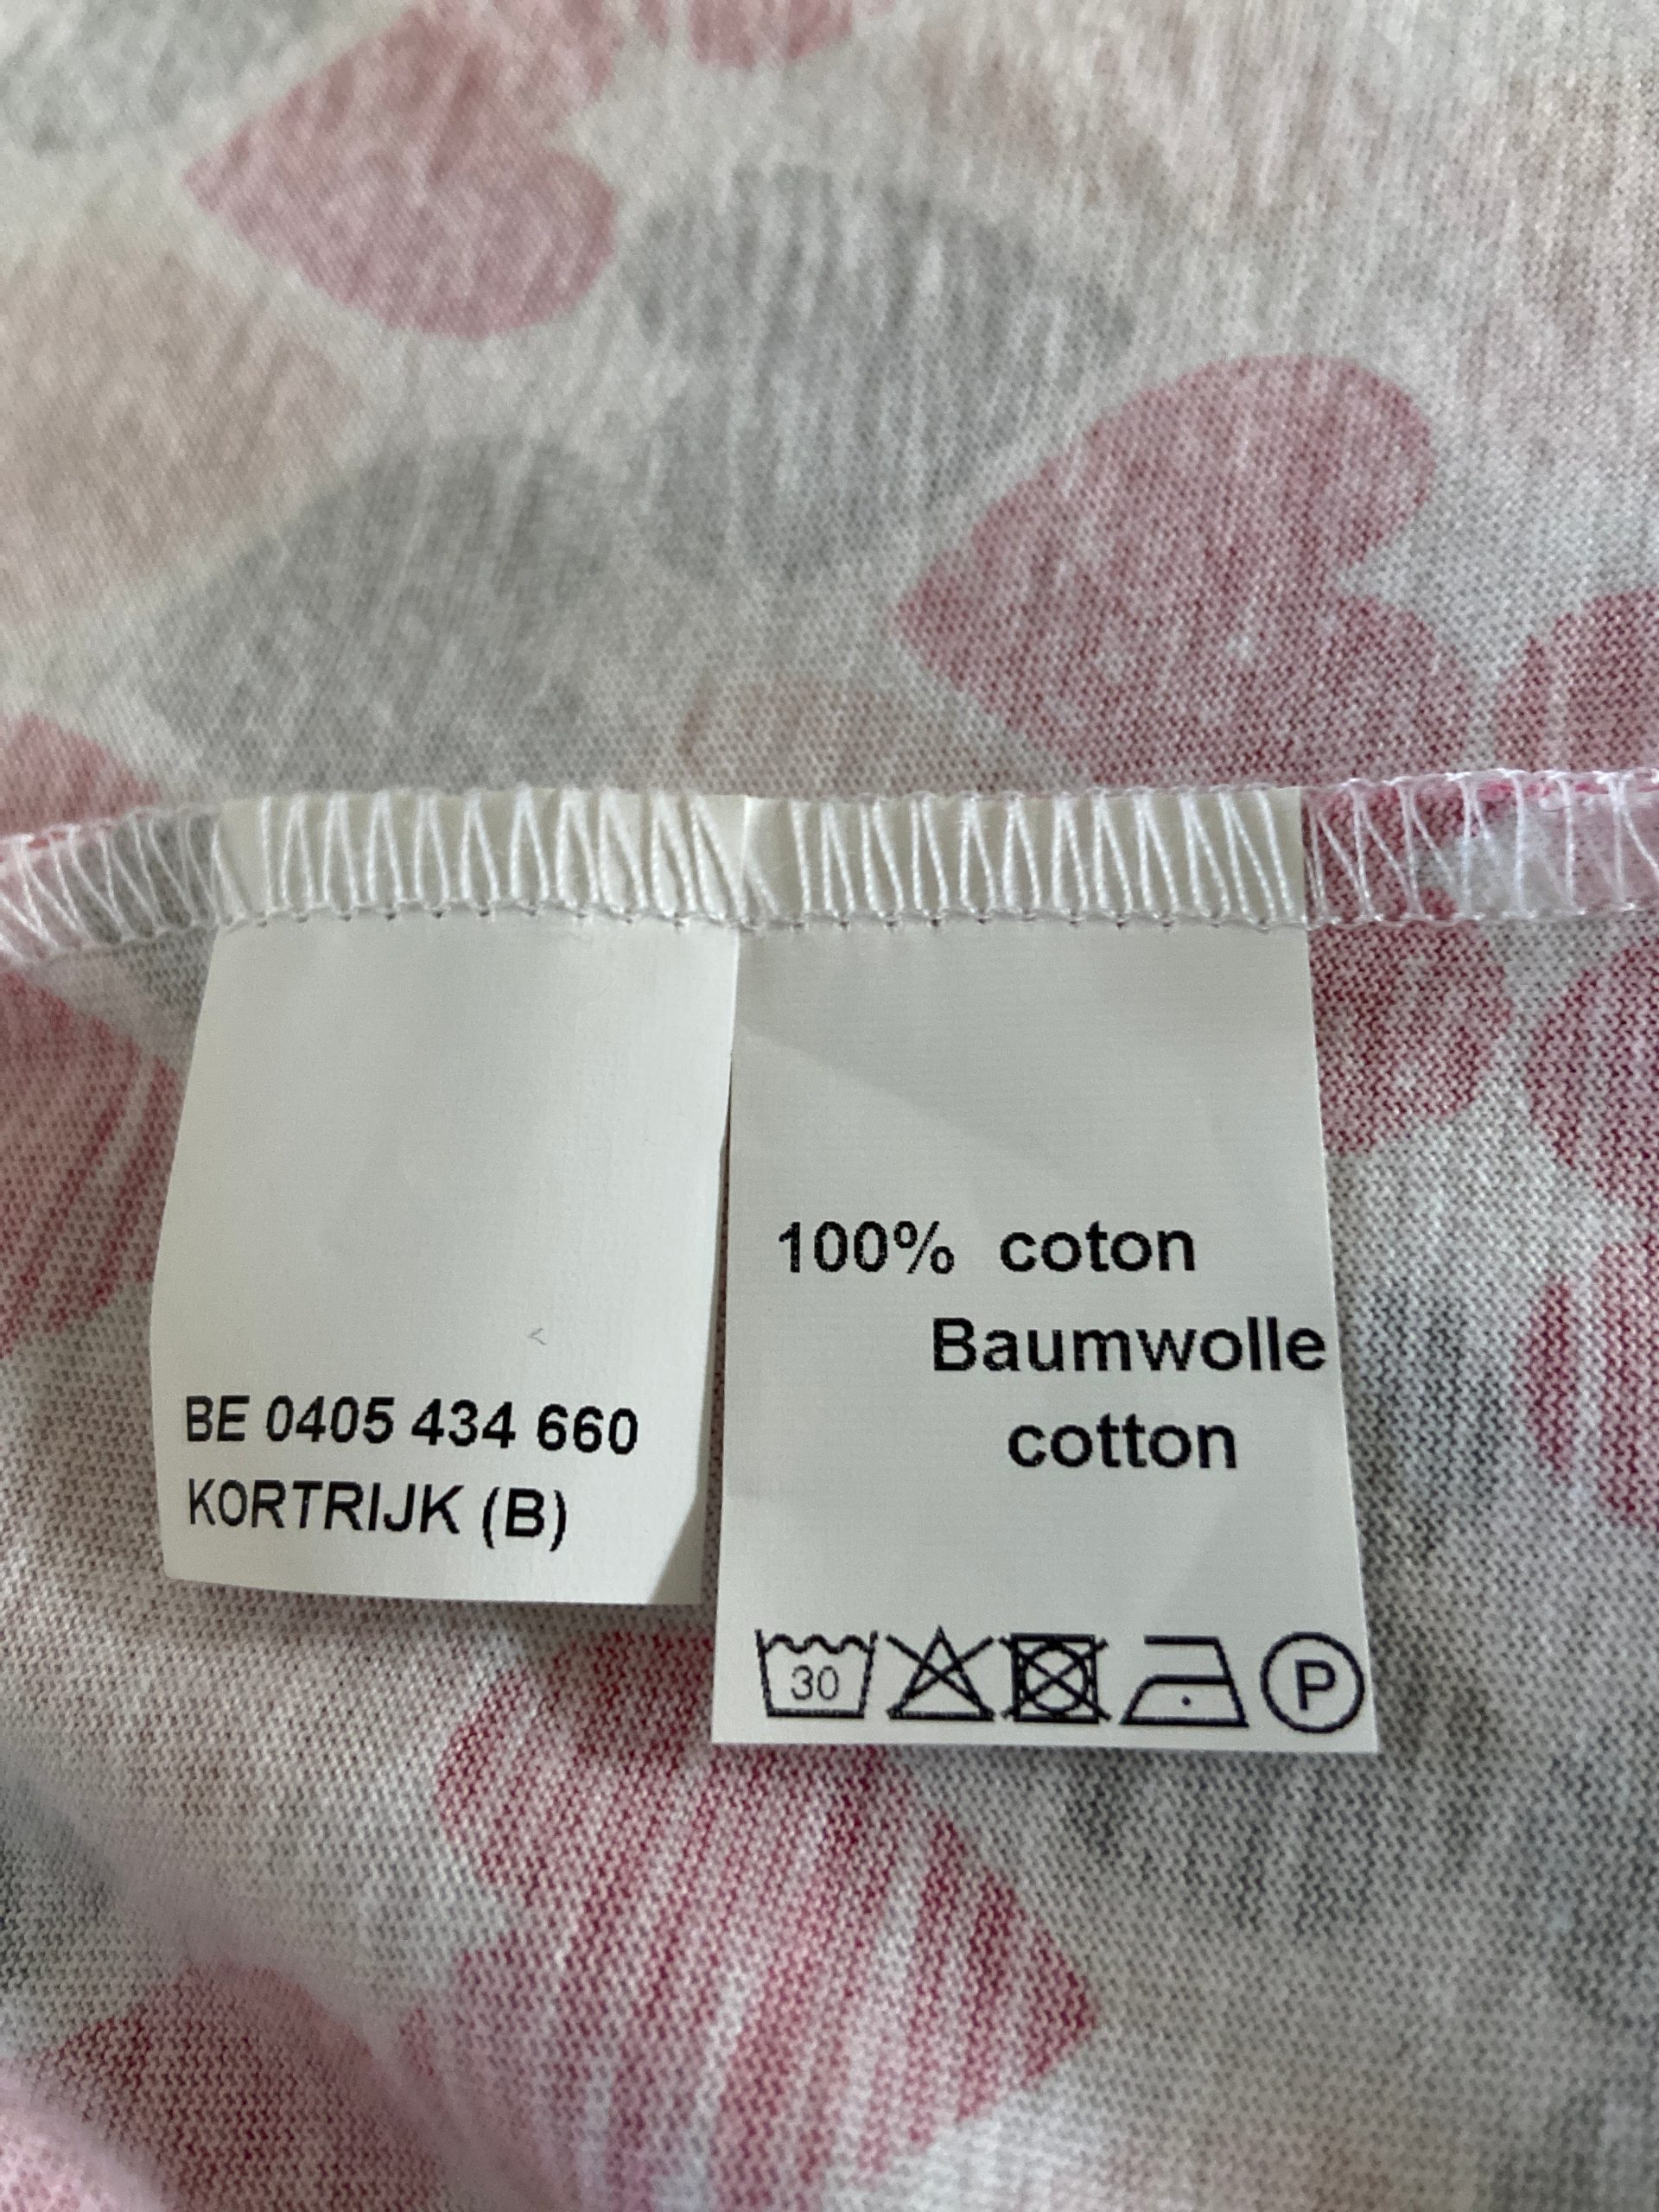 BE 0405 434 660
KORTRIJK (B)
100% coton
Baumwolle
cotton
30 P